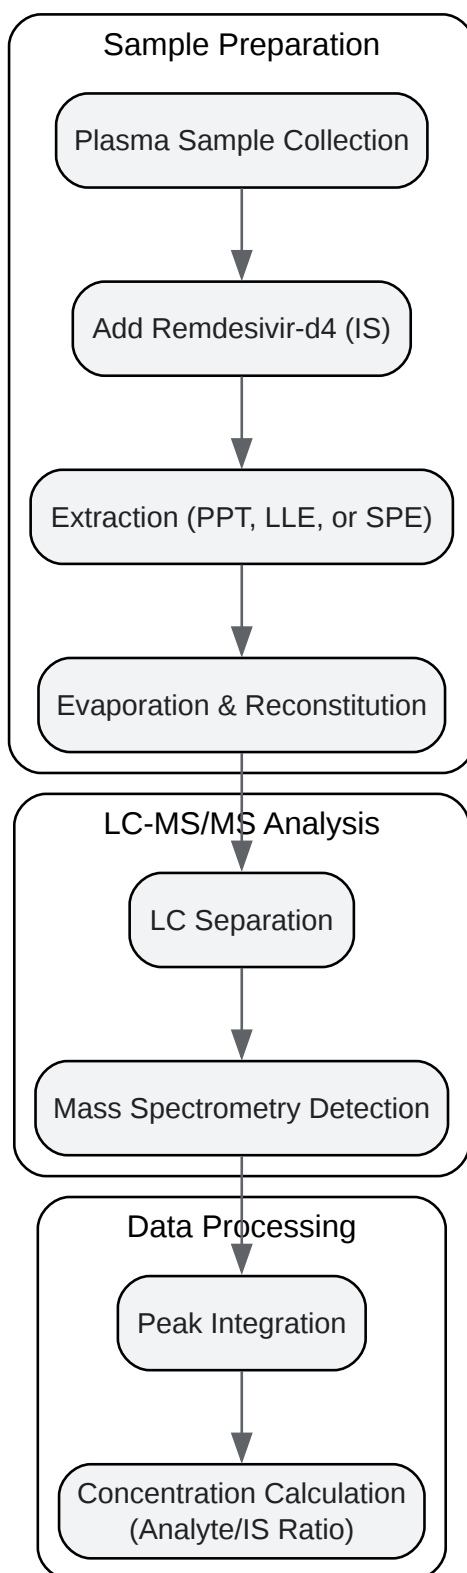 Sample Preparation
Plasma Sample Collection
Add Remdesivir-d4 (IS)
Extraction (PPT, LLE, or SPE)
Evaporation & Reconstitution
LC-MS/MS Analysis
LC Separation
Mass Spectrometry Detection
Data Processing
Peak Integration
Concentration Calculation
(Analyte/IS Ratio)